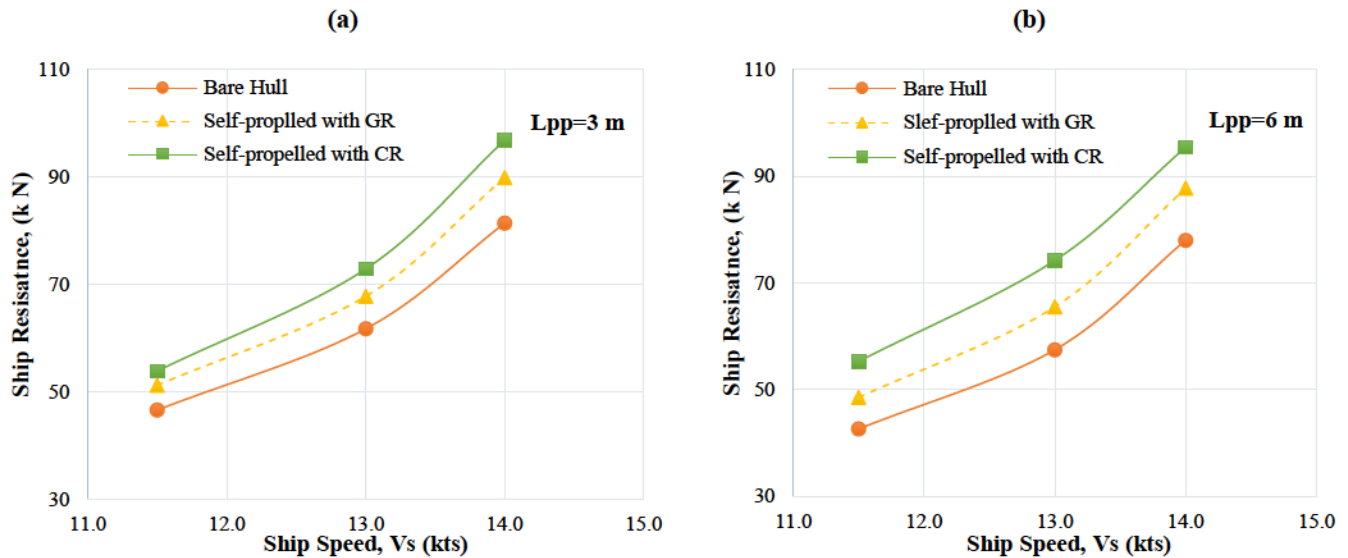 (a)
110
90
70
50
30
11.0 12.0 13.0 14.0 15.0
Ship Resisatnce, (k N)
Ship Speed, Vs (kts)
Bare Hull
Self-proplled with GR
Self-propelled with CR
Lpp=3 m
(b)
110
90
70
50
30
11.0 12.0 13.0 14.0 15.0
Ship Resisatnce, (k N)
Ship Speed, Vs (kts)
Bare Hull
Slef-proplled with GR
Self-propelled with CR
Lpp=6 m